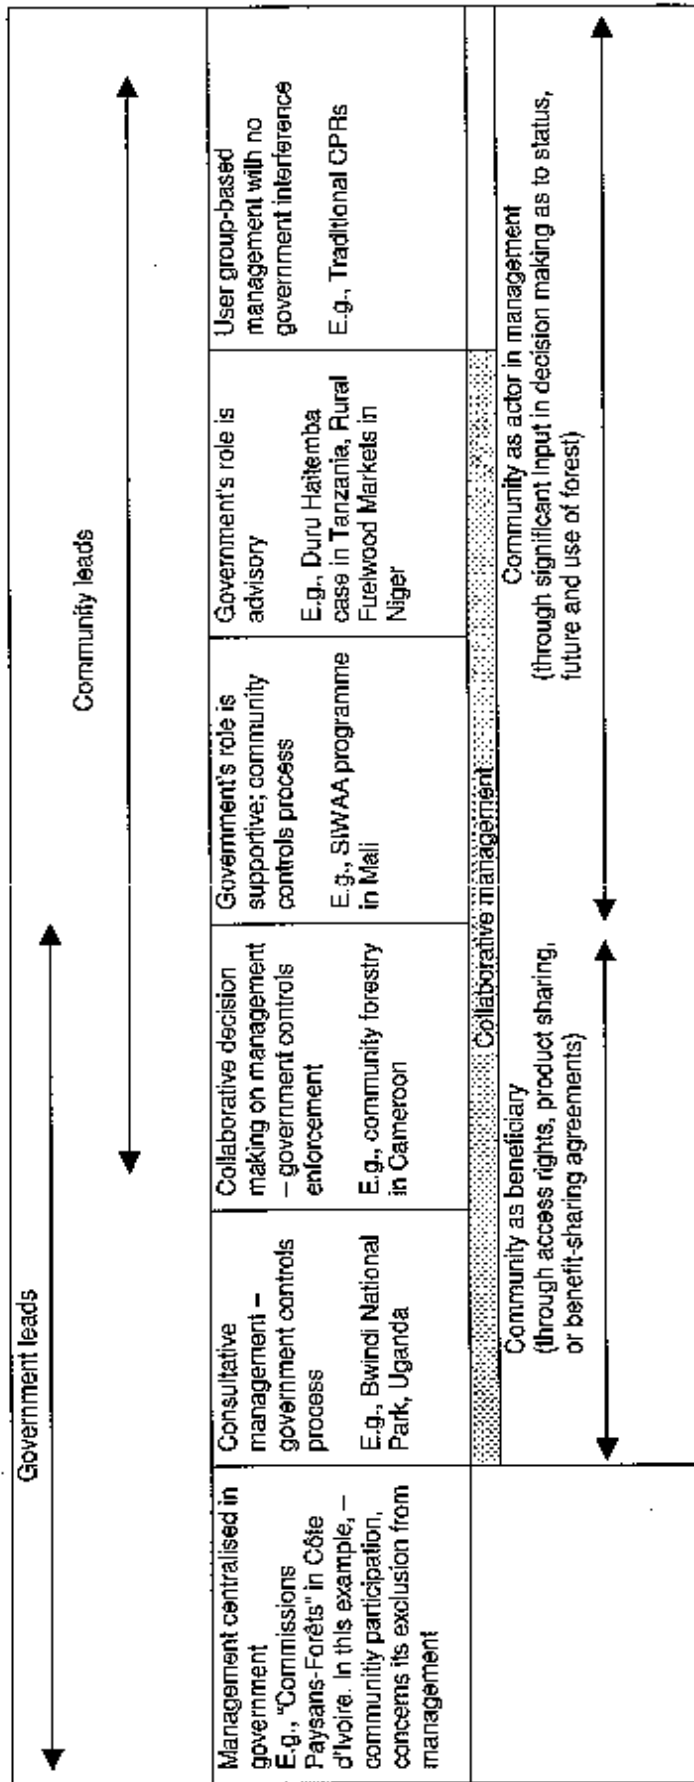 Government leads
Community leads
Management centralised in
government
E.g., "Commissions
Paysans-Forêts" in Côte
d'Ivoire. In this example, –
communitiy participation,
concerns its exclusion from
management
Consultative
management –
government controls
process
E.g., Bwindi National
Park, Uganda
Collaborative decision
making on management
– government controls
enforcement
E.g., community forestry
in Cameroon
Government's role is
supportive; community
controls process
E.g., SIWAA programme
in Mali
Government's role is
advisory
E.g., Duru Haitemba
case in Tanzania, Rural
Fuelwood Markets in
Niger
User group-based
management with no
government interference
E.g., Traditional CPRs
Collaborative management
Community as beneficiary
(through access rights, product sharing,
or benefit-sharing agreements)
Community as actor in management
(through significant Input in decision making as to status,
future and use of forest)